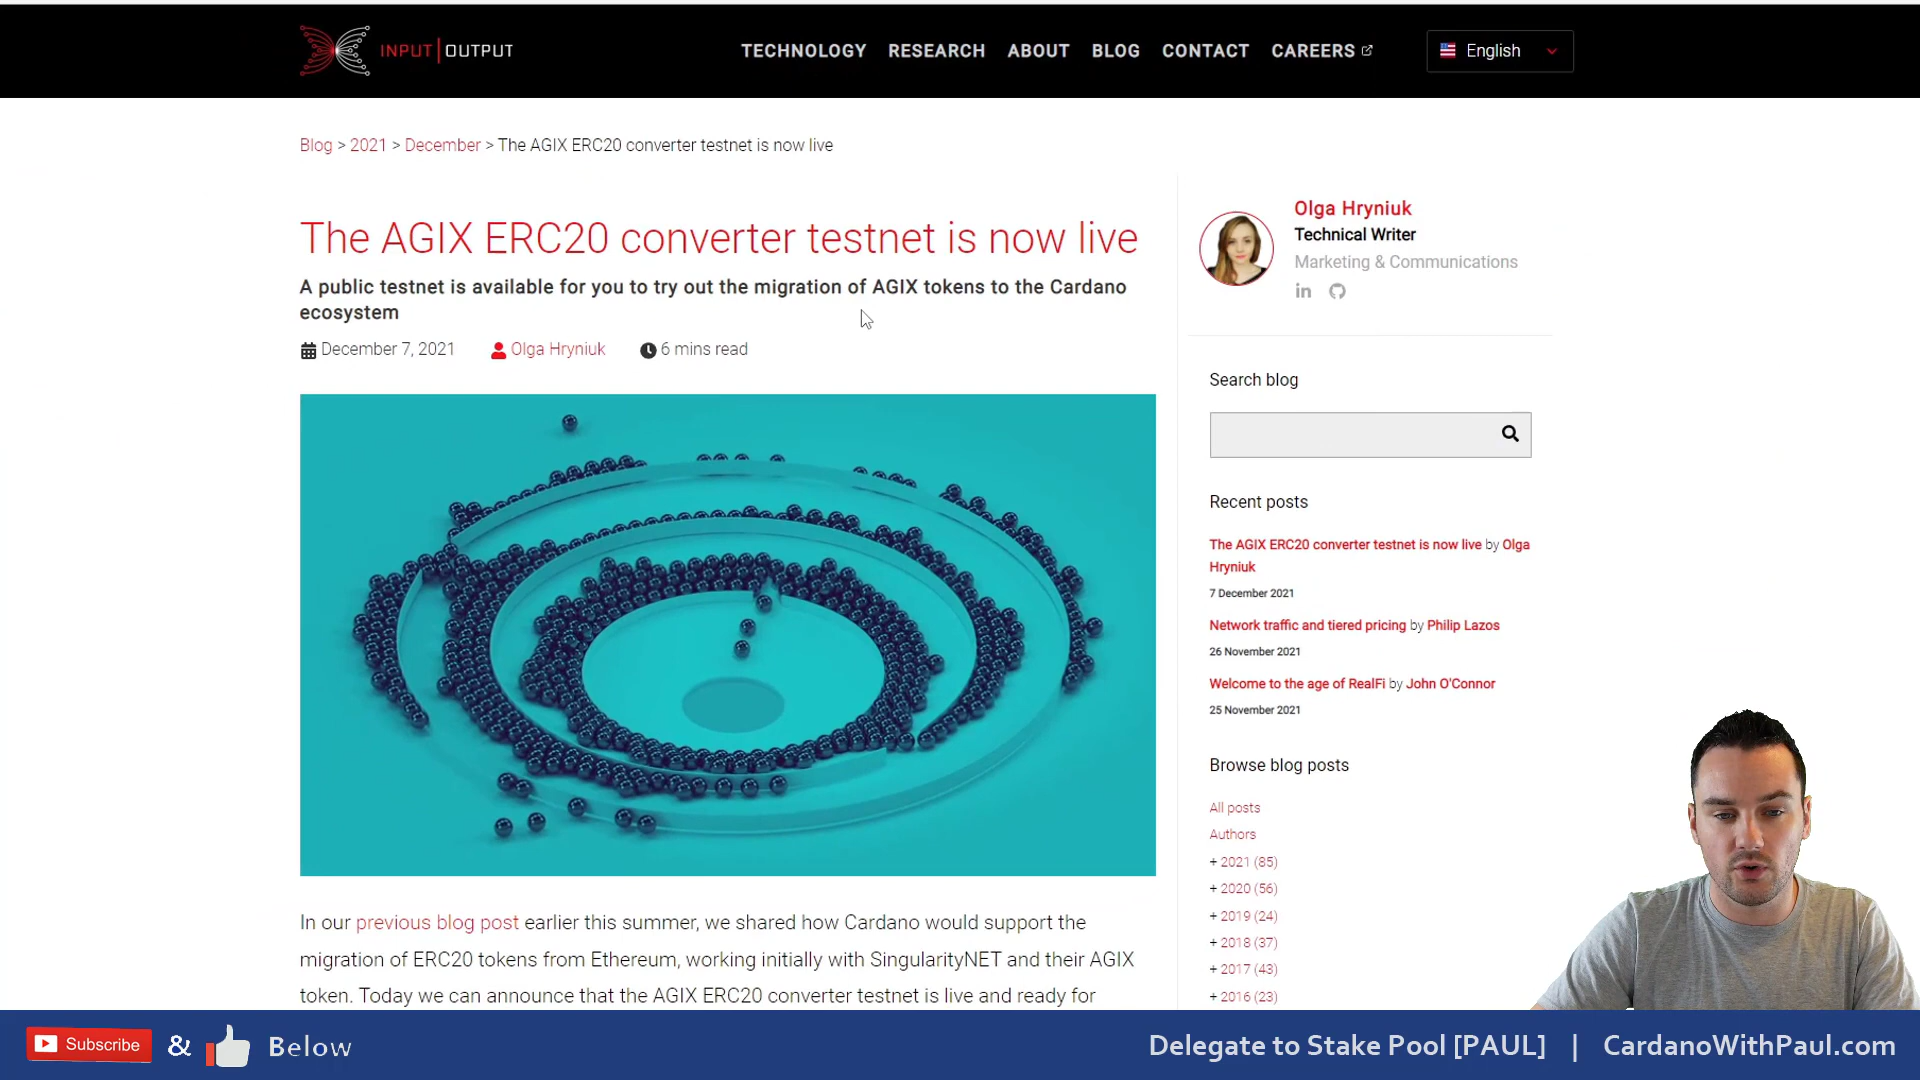 INPUT | OUTPUT
TECHNOLOGY RESEARCH ABOUT BLOG CONTACT CAREERS
English
Blog > 2021 > December > The AGIX ERC20 converter testnet is now live
The AGIX ERC20 converter testnet is now live
A public testnet is available for you to try out the migration of AGIX tokens to the Cardano
ecosystem
December 7, 2021 Olga Hryniuk 6 mins read
In our previous blog post earlier this summer, we shared how Cardano would support the
migration of ERC20 tokens from Ethereum, working initially with SingularityNET and their AGIX
token. Today we can announce that the AGIX ERC20 converter testnet is live and ready for
Olga Hryniuk
Technical Writer
Marketing & Communications
in
Search blog
Recent posts
The AGIX ERC20 converter testnet is now live by Olga
Hryniuk
7 December 2021
Network traffic and tiered pricing by Philip Lazos
26 November 2021
Welcome to the age of RealFi by John O'Connor
25 November 2021
Browse blog posts
All posts
Authors
+ 2021 (85)
+ 2020 (56)
+ 2019 (24)
+ 2018 (37)
+ 2017 (43)
+ 2016 (23)
Subscribe & Below
Delegate to Stake Pool [PAUL] | CardanoWithPaul.com